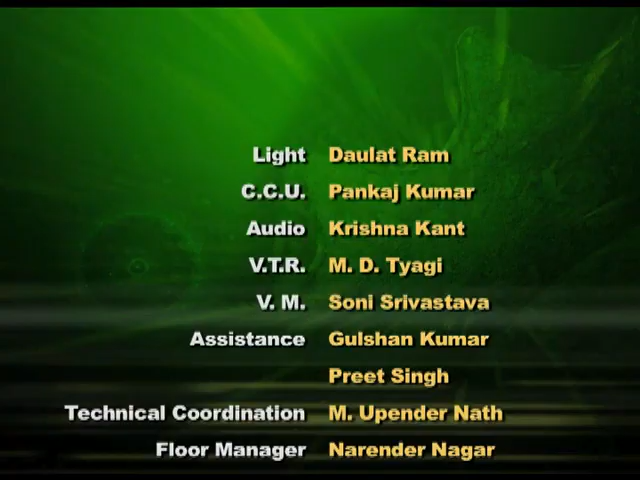 Light Daulat Ram
C.C.U. Pankaj Kumar
Audio Krishna Kant
V.T.R. M. D. Tyagi
V. M. Soni Srivastava
Assistance Gulshan Kumar
Preet Singh
Technical Coordination M. Upender Nath
Floor Manager Narender Nagar